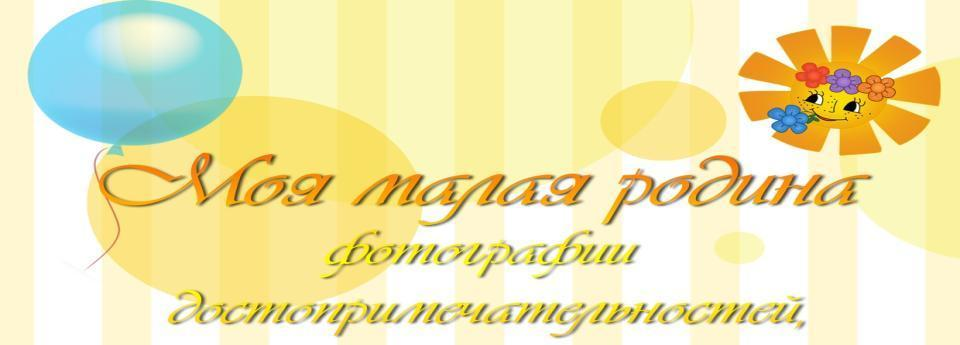 Моя малая родина
фотографии
достопримечательностей,